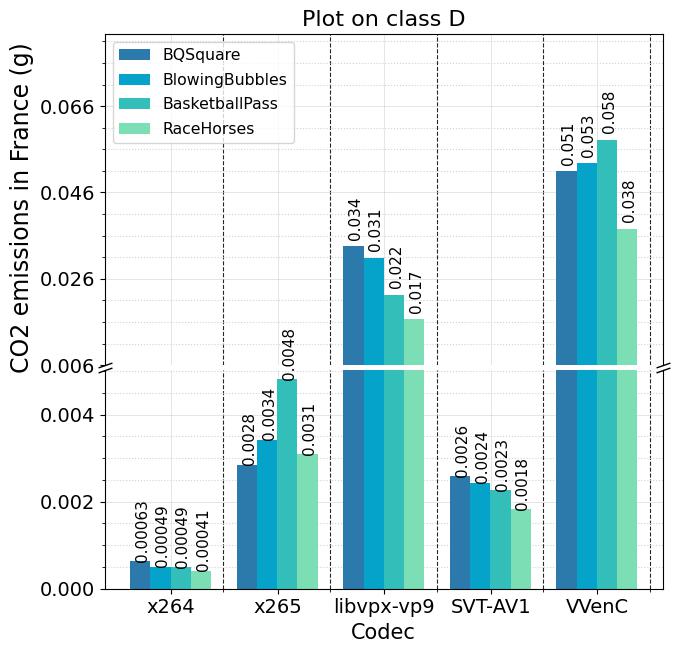 Plot on class D
CO2 emissions in France (g)
BQSquare
BlowingBubbles
BasketballPass
RaceHorses
0.066
0.046
0.026
0.006
0.004
0.002
0.000
0.00063
0.00049
0.00049
0.00041
0.0028
0.0034
0.0048
0.0031
0.034
0.031
0.022
0.017
0.0026
0.0024
0.0023
0.0018
0.051
0.053
0.058
0.038
x264
x265
libvpx-vp9
SVT-AV1
VVenC
Codec